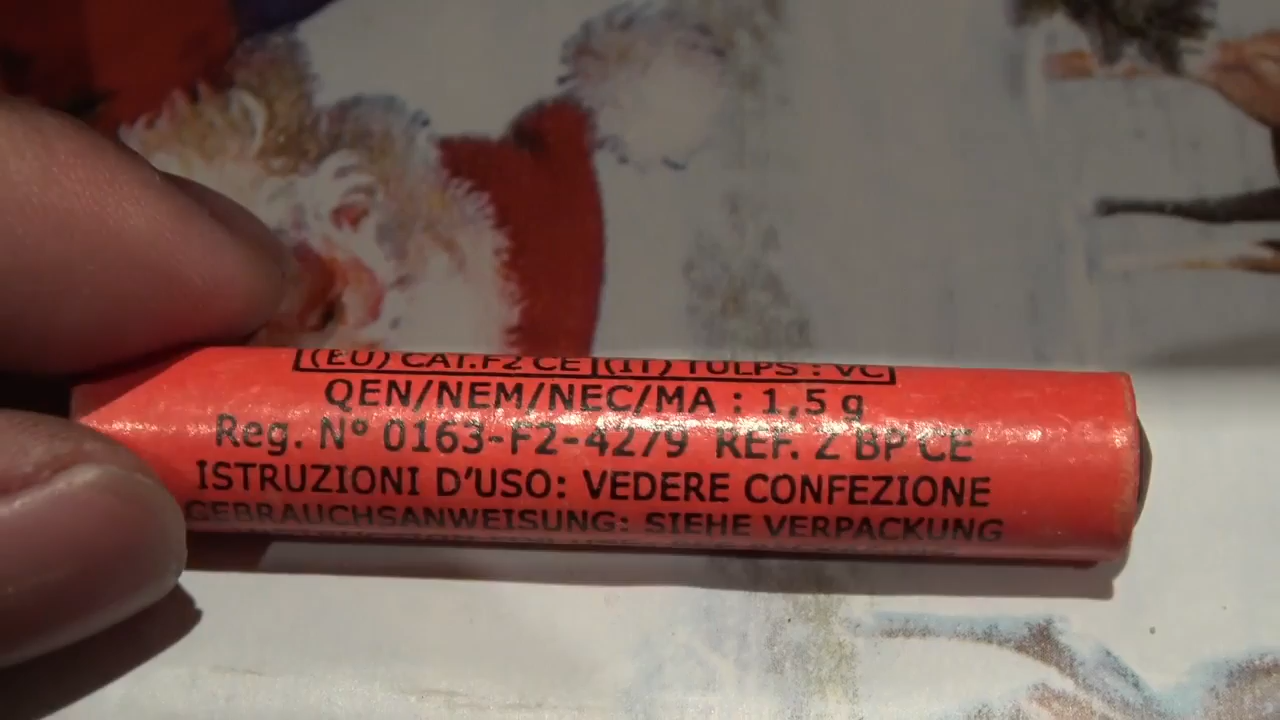 (EU) CAT.F2 CE (IT) TULPS : VC
QEN/NEM/NEC/MA : 1,5 g
Reg. N° 0163-F2-4279 REF. 2 BP CE
ISTRUZIONI D'USO: VEDERE CONFEZIONE
GEBRAUCHSANWEISUNG: SIEHE VERPACKUNG